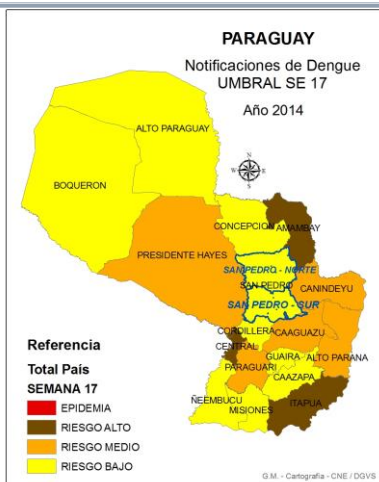 PARAGUAY
Notificaciones de Dengue
UMBRAL SE 17
Año 2014
N
W E
S
ALTO PARAGUAY
BOQUERON
CONCEPCION
AMAMBAY
PRESIDENTE HAYES
SAN PEDRO - NORTE
SAN PEDRO
CANINDEYU
SAN PEDRO - SUR
CORDILLERA
CAAGUAZU
CENTRAL
GUAIRA
ALTO PARANA
PARAGUARI
CAAZAPA
ÑEEMBUCU
MISIONES
ITAPUA
Referencia
Total País
SEMANA 17
EPIDEMIA
RIESGO ALTO
RIESGO MEDIO
RIESGO BAJO
G.M. - Cartografia - CNE / DGVS